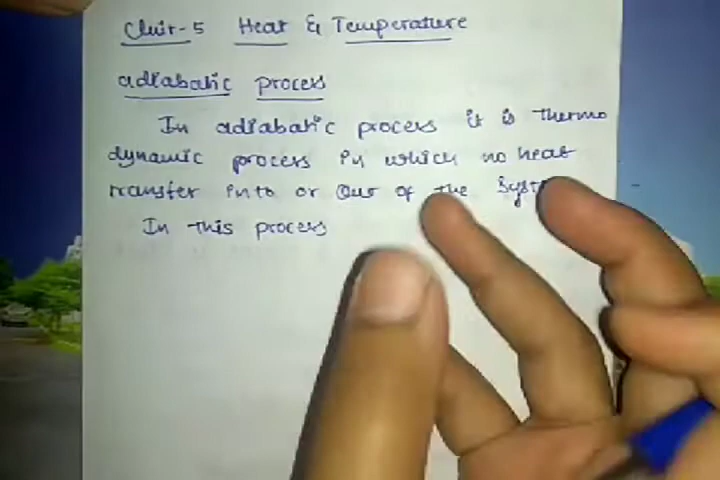 Unit-5 Heat & Temperature
adiabatic process
In adiabatic process it is thermo
dynamic process in which no heat
transfer into or Out of the
In this process